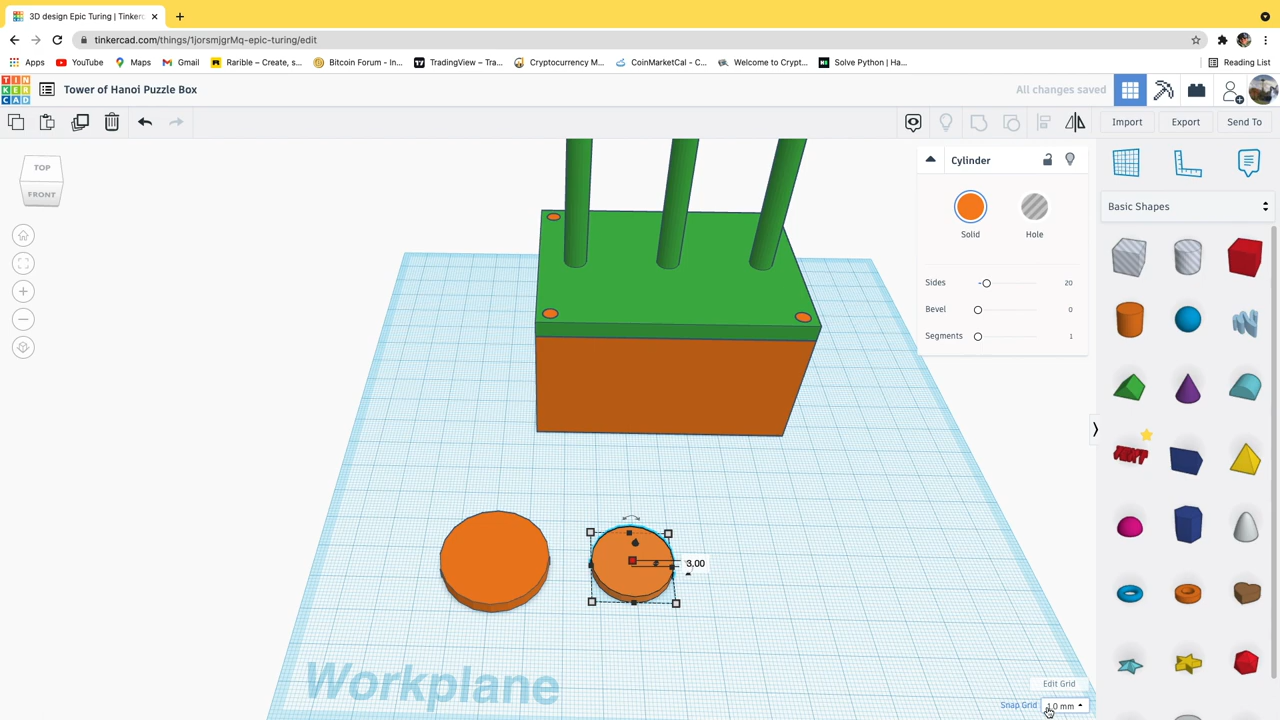 3D design Epic Turing | Tinkerc
tinkercad.com/things/1jorsmjgrMq-epic-turing/edit
Apps YouTube Maps Gmail Rarible – Create, s... Bitcoin Forum - In... TradingView – Tra... Cryptocurrency M... CoinMarketCal - C... Welcome to Crypt... Solve Python | Ha... Reading List
TIN
KER
CAD
Tower of Hanoi Puzzle Box
All changes saved
Import Export Send To
TOP
FRONT
Cylinder
Solid Hole
Sides 20
Bevel 0
Segments 1
Basic Shapes
3.00
Workplane
Edit Grid
Snap Grid 1.0 mm